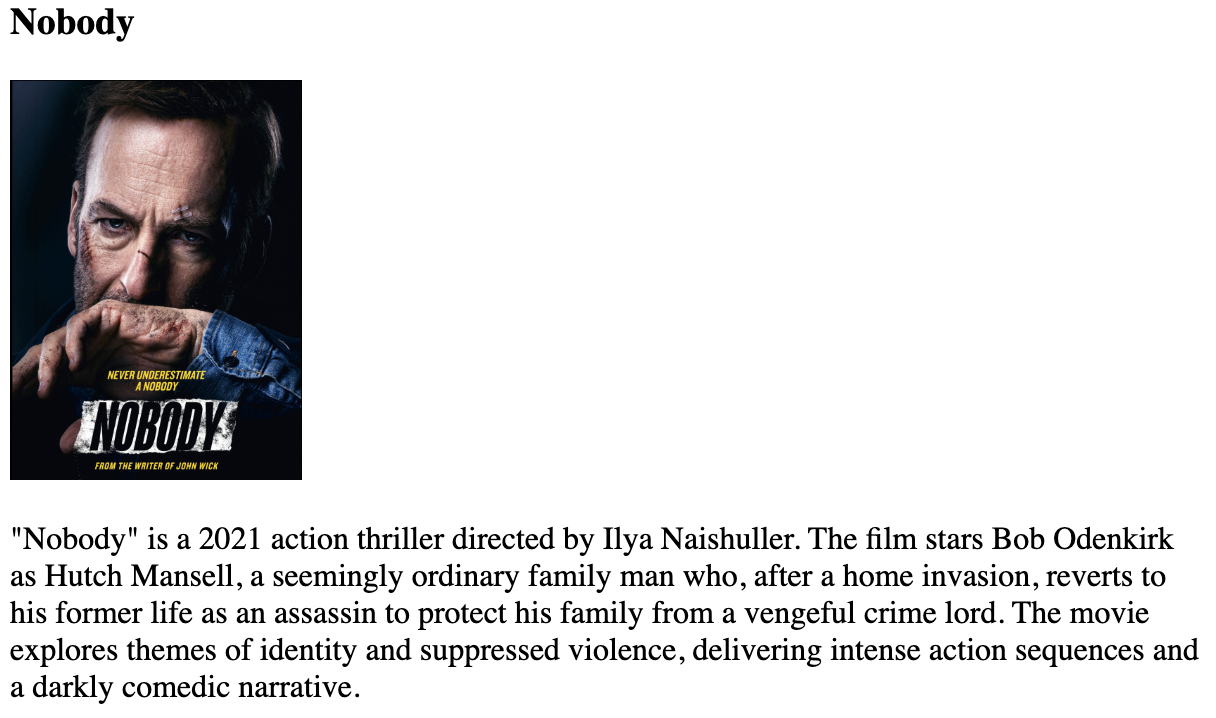 Nobody
NEVER UNDERESTIMATE
A NOBODY
NOBODY
FROM THE WRITER OF JOHN WICK
"Nobody" is a 2021 action thriller directed by Ilya Naishuller. The film stars Bob Odenkirk
as Hutch Mansell, a seemingly ordinary family man who, after a home invasion, reverts to
his former life as an assassin to protect his family from a vengeful crime lord. The movie
explores themes of identity and suppressed violence, delivering intense action sequences and
a darkly comedic narrative.